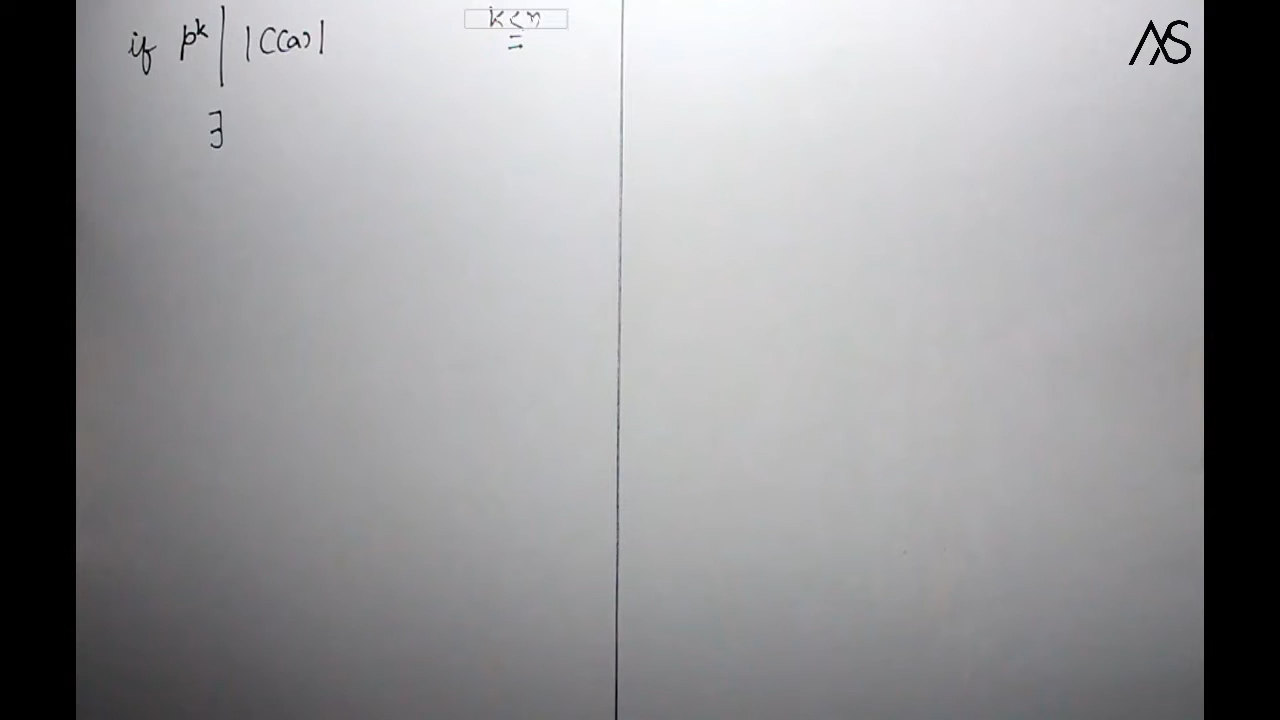 if p^k | |C(a)|
k < n
∃
AS